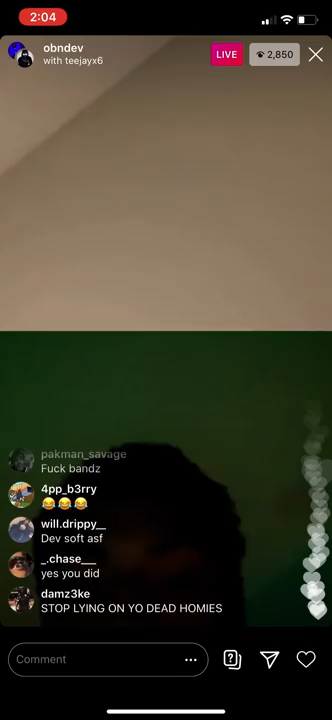 2:04
obndev
with teejayx6
LIVE
2,850
pakman_savage
Fuck bandz
4pp_b3rry
😂😂😂
will.drippy__
Dev soft asf
_.chase___
yes you did
damz3ke
STOP LYING ON YO DEAD HOMIES
Comment